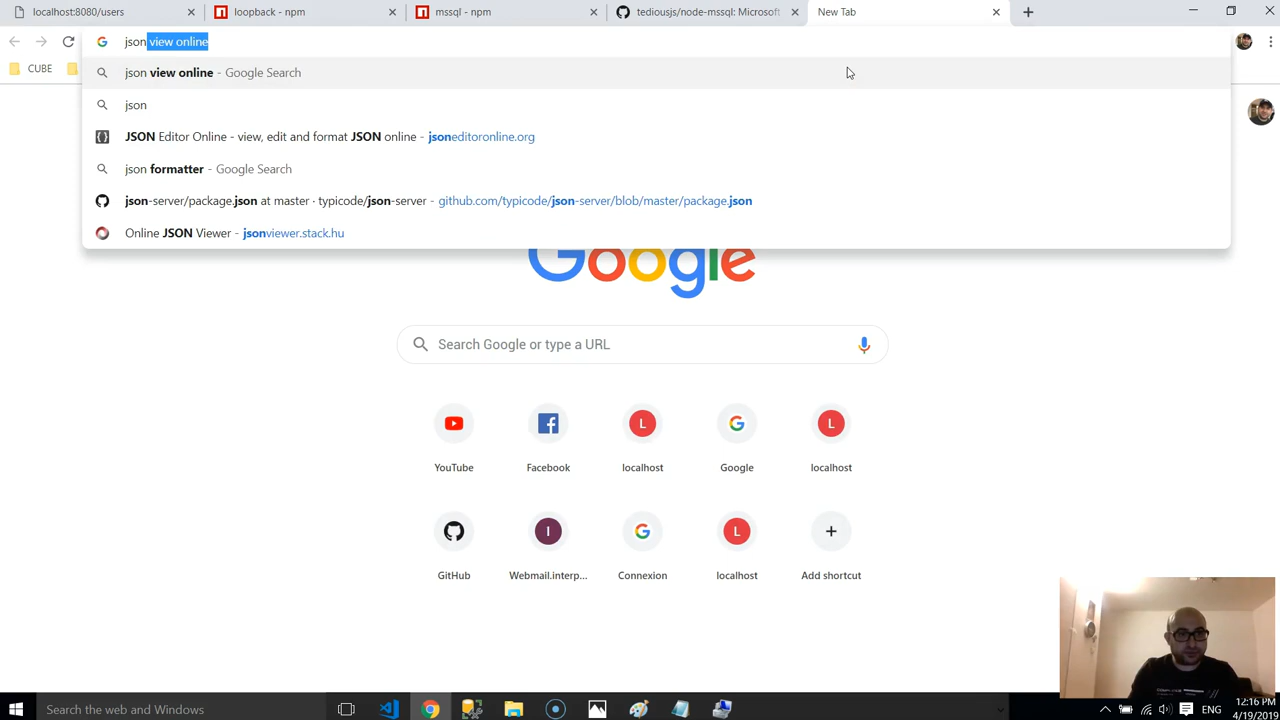 localhost:8080/users
loopback - npm
mssql - npm
tediousjs/node-mssql: Microsoft
New Tab
json view online
CUBE
json view online - Google Search
json
JSON Editor Online - view, edit and format JSON online - jsoneditoronline.org
json formatter - Google Search
json-server/package.json at master · typicode/json-server - github.com/typicode/json-server/blob/master/package.json
Online JSON Viewer - jsonviewer.stack.hu
Google
Search Google or type a URL
L
L
YouTube
Facebook
localhost
Google
localhost
I
L
GitHub
Webmail.interp...
Connexion
localhost
Add shortcut
Search the web and Windows
ENG
12:16 PM
4/19/2019